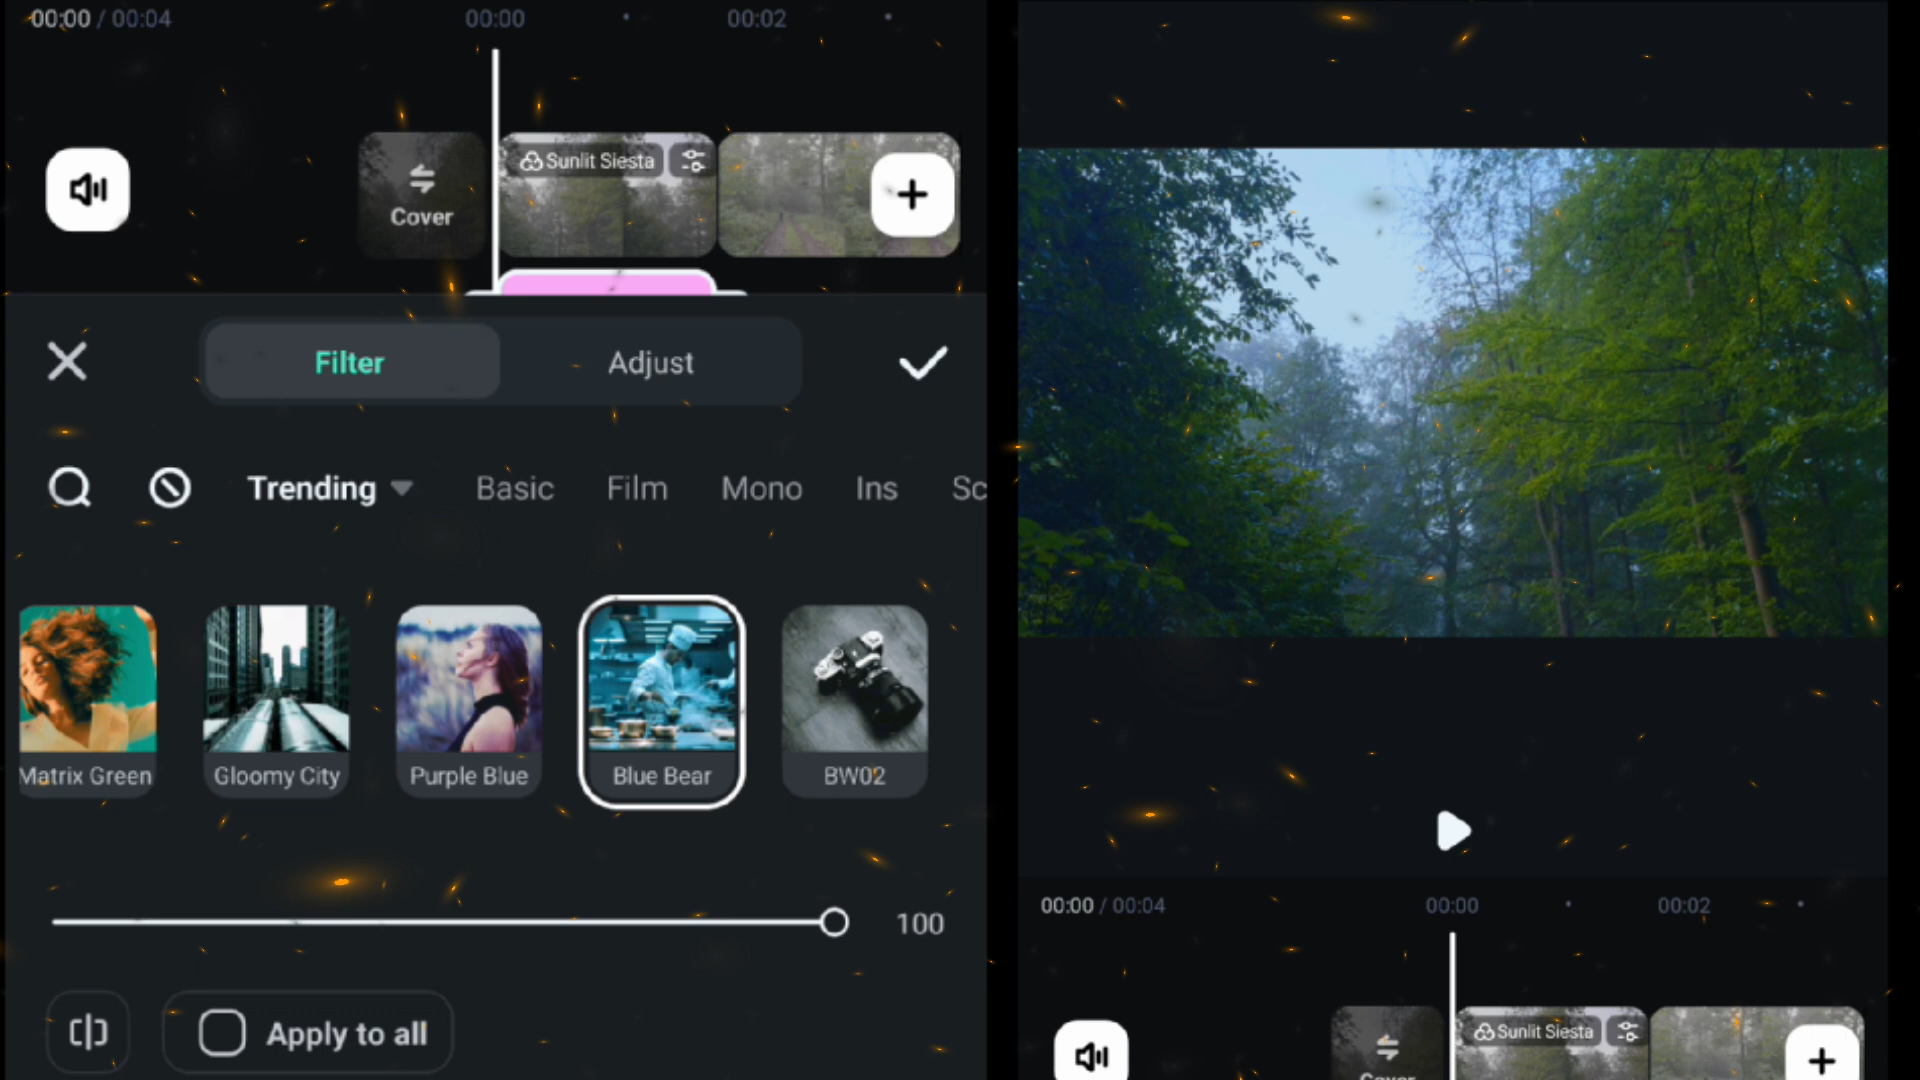 00:00 / 00:04
00:00
00:02
Sunlit Siesta
Cover
Filter
Adjust
Trending
Basic
Film
Mono
Ins
Sc
Matrix Green
Gloomy City
Purple Blue
Blue Bear
BW02
100
Apply to all
00:00 / 00:04
00:00
00:02
Sunlit Siesta
Cover